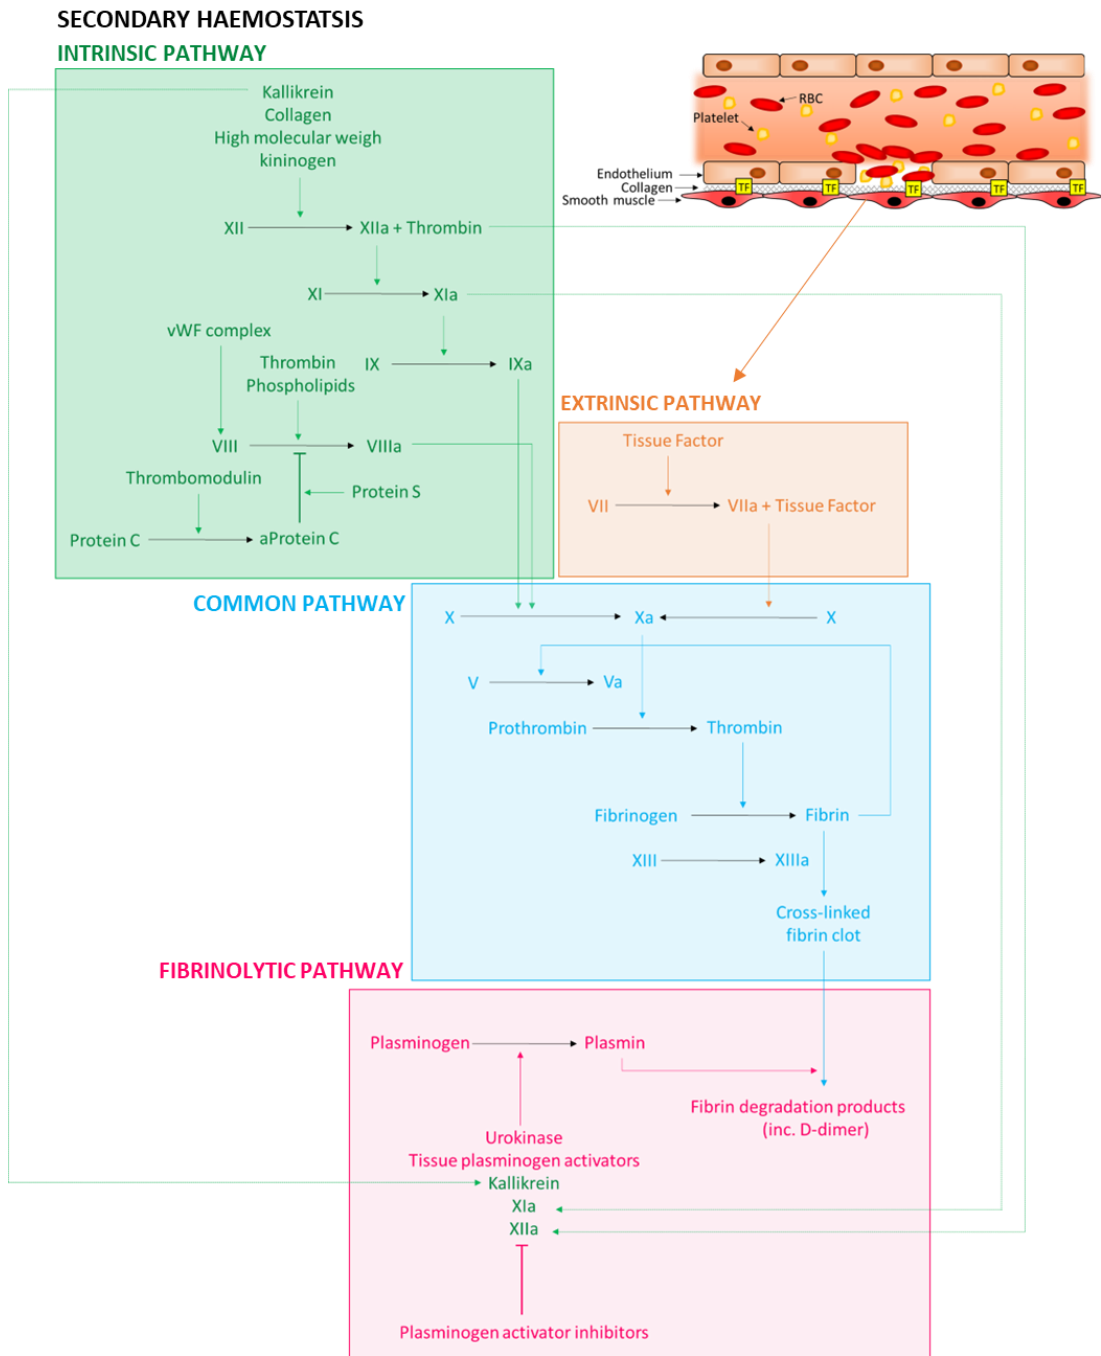 SECONDARY HAEMOSTATSIS
INTRINSIC PATHWAY
Kallikrein
Collagen
High molecular weigh
kininogen
XII
XIIa + Thrombin
XI
XIa
vWF complex
Thrombin
Phospholipids
IX
IXa
VIII
VIIIa
Thrombomodulin
Protein S
Protein C
aProtein C
RBC
Platelet
Endothelium
Collagen
Smooth muscle
TF
TF
TF
TF
TF
EXTRINSIC PATHWAY
Tissue Factor
VII
VIIa + Tissue Factor
COMMON PATHWAY
X
Xa
X
V
Va
Prothrombin
Thrombin
Fibrinogen
Fibrin
XIII
XIIIa
Cross-linked
fibrin clot
FIBRINOLYTIC PATHWAY
Plasminogen
Plasmin
Fibrin degradation products
(inc. D-dimer)
Urokinase
Tissue plasminogen activators
Kallikrein
XIa
XIIa
Plasminogen activator inhibitors